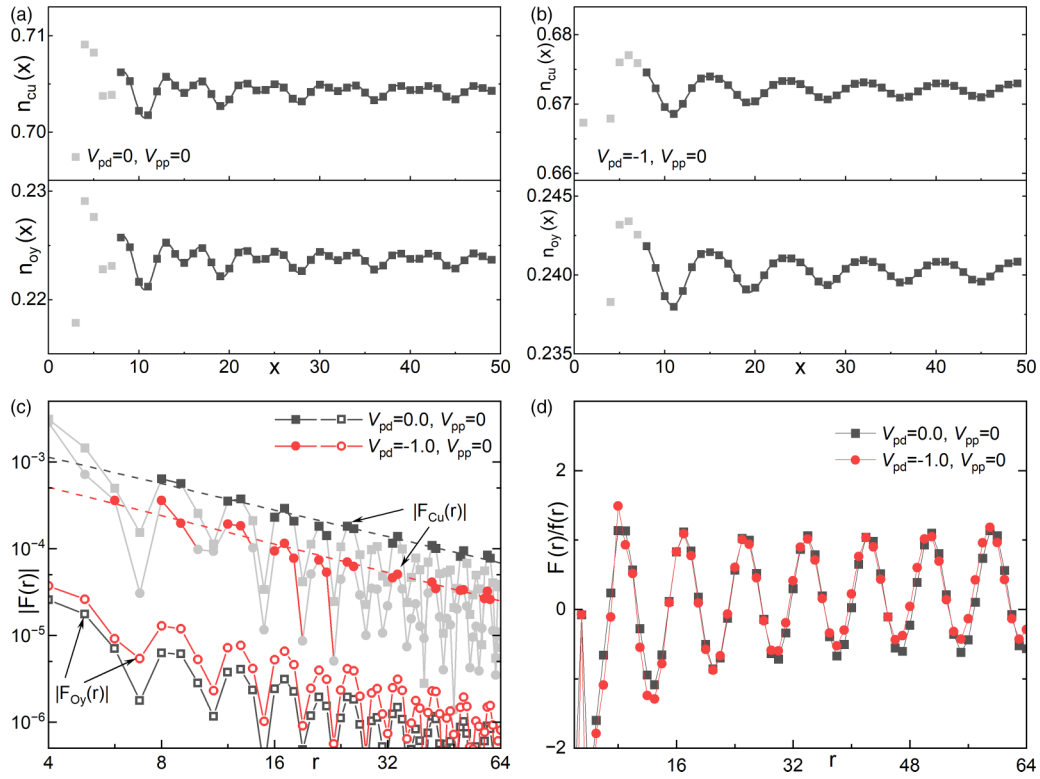 (a)
0.71
n_cu(x)
0.70
V_pd=0, V_pp=0
0.23
n_oy(x)
0.22
0 10 20 30 40 50
x
(b)
0.68
n_cu(x)
0.67
0.66
V_pd=-1, V_pp=0
0.245
n_oy(x)
0.240
0.235
0 10 20 30 40 50
x
(c)
V_pd=0.0, V_pp=0
V_pd=-1.0, V_pp=0
10^-3
10^-4
10^-5
10^-6
|F(r)|
|F_Cu(r)|
|F_Oy(r)|
4 8 16 32 64
r
(d)
V_pd=0.0, V_pp=0
V_pd=-1.0, V_pp=0
2
0
−2
F(r)/f(r)
16 32 48 64
r